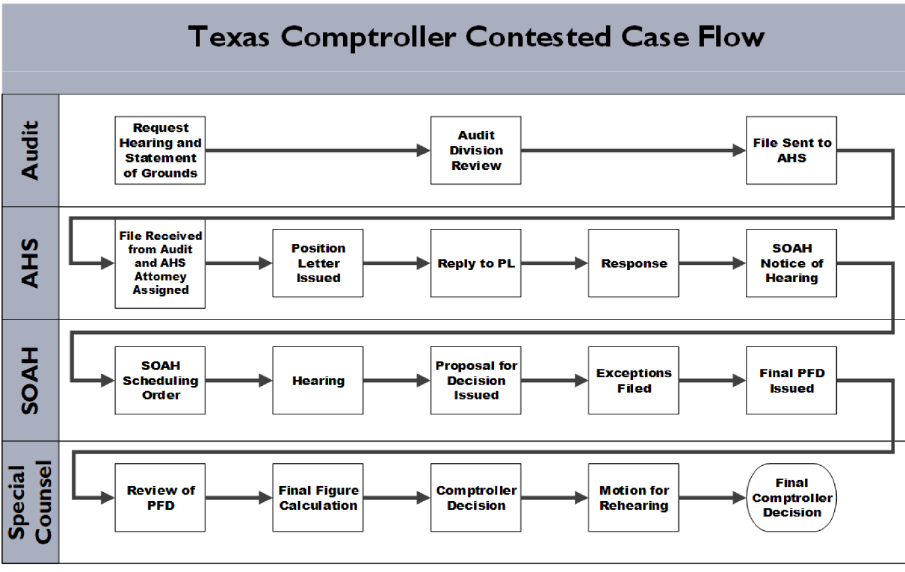 Texas Comptroller Contested Case Flow
Audit
Request
Hearing and
Statement
of Grounds
Audit
Division
Review
File Sent to
AHS
AHS
File Received
from Audit
and AHS
Attorney
Assigned
Position
Letter
Issued
Reply to PL
Response
SOAH
Notice of
Hearing
SOAH
SOAH
Scheduling
Order
Hearing
Proposal for
Decision
Issued
Exceptions
Filed
Final PFD
Issued
Special
Counsel
Review of
PFD
Final Figure
Calculation
Comptroller
Decision
Motion for
Rehearing
Final
Comptroller
Decision